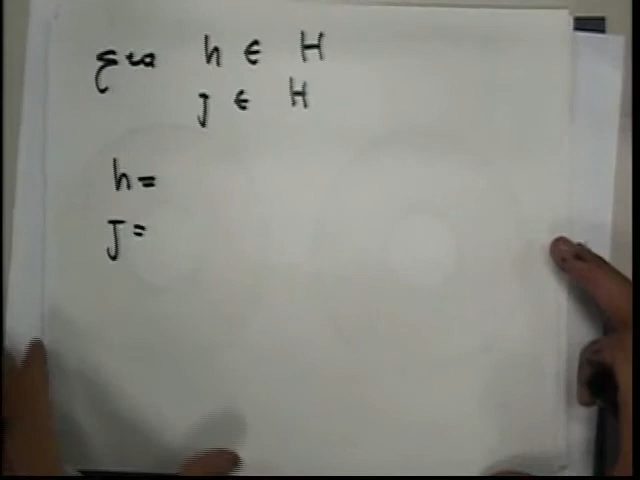 sea h ∈ H
J ∈ H
h =
J =